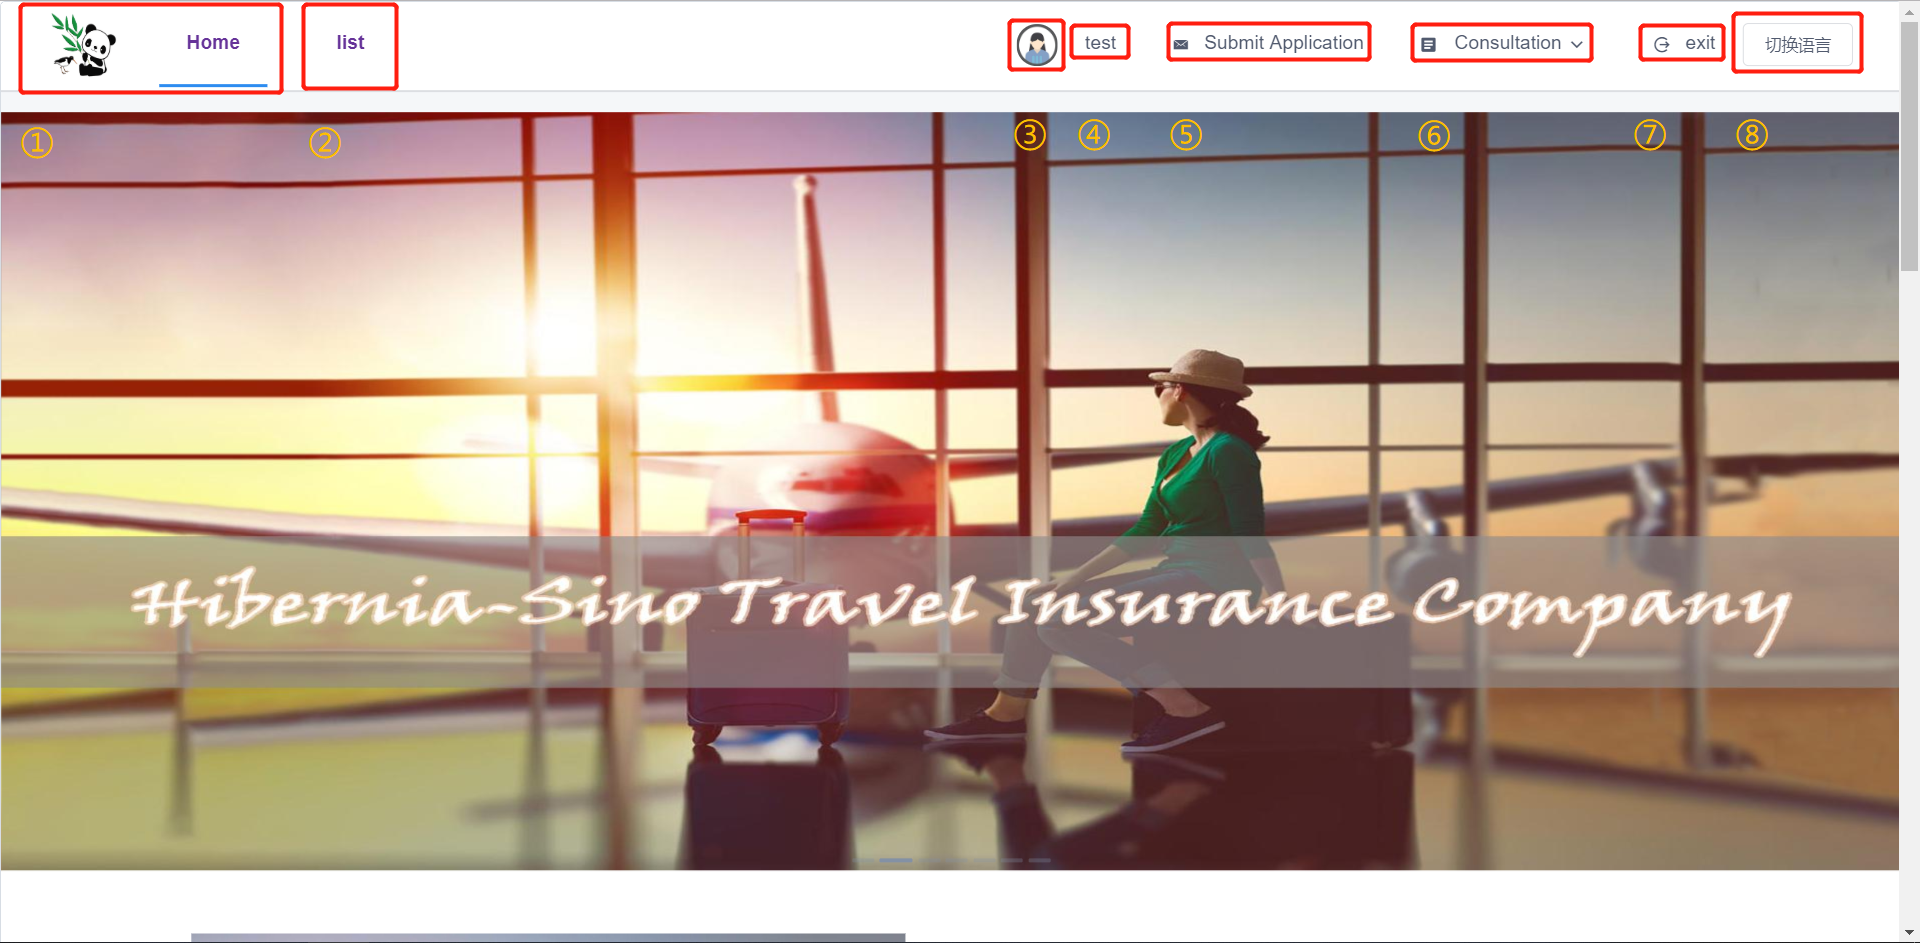 Home list test Submit Application Consultation exit 切换语言
① ② ③ ④ ⑤ ⑥ ⑦ ⑧
Hibernia-Sino Travel Insurance Company